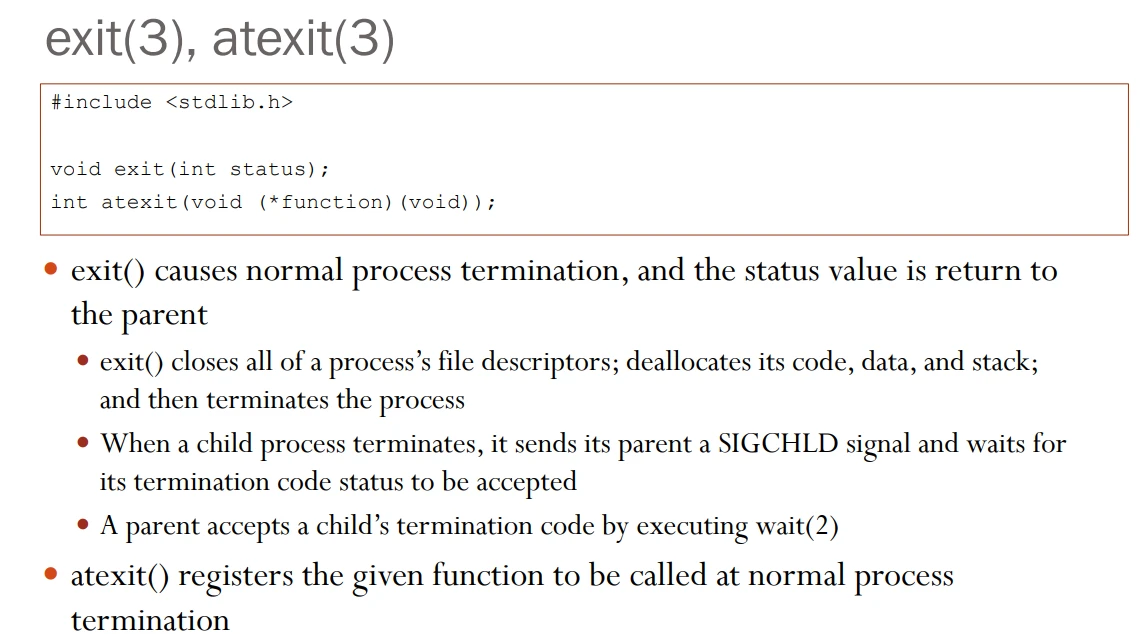 exit(3), atexit(3)
#include <stdlib.h>
void exit(int status);
int atexit(void (*function)(void));
• exit() causes normal process termination, and the status value is return to
the parent
• exit() closes all of a process’s file descriptors; deallocates its code, data, and stack;
and then terminates the process
• When a child process terminates, it sends its parent a SIGCHLD signal and waits for
its termination code status to be accepted
• A parent accepts a child’s termination code by executing wait(2)
• atexit() registers the given function to be called at normal process
termination